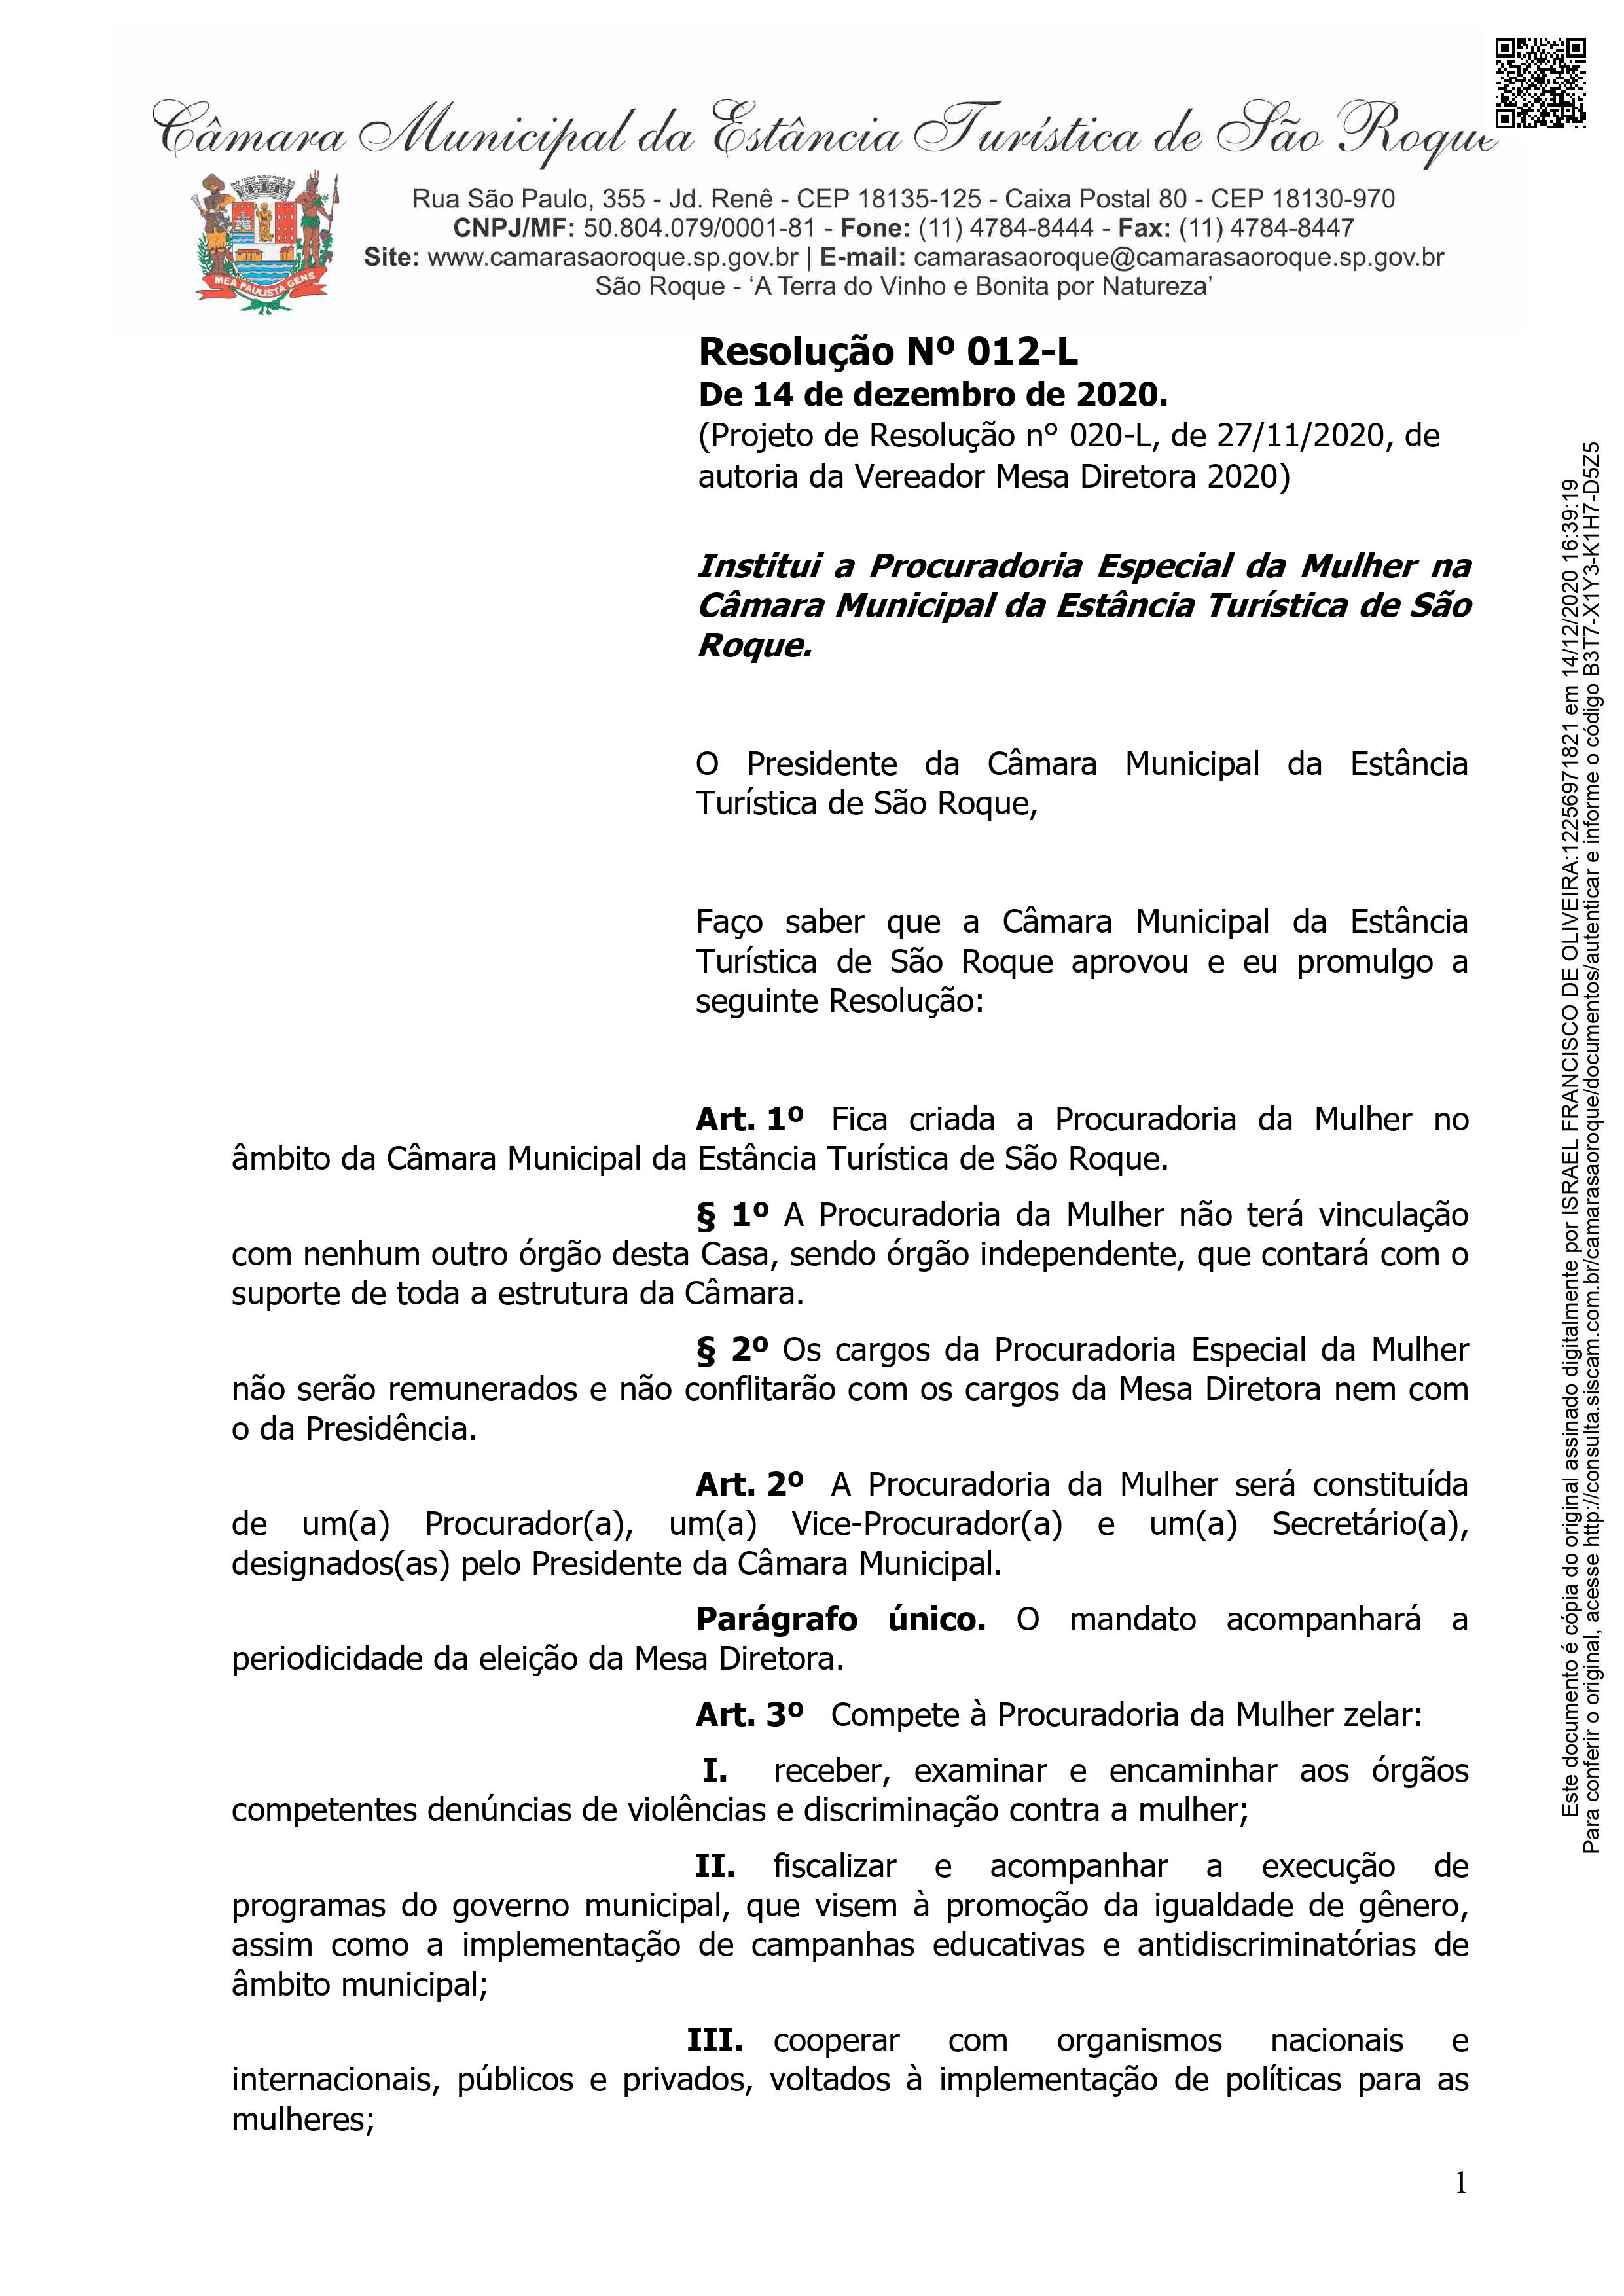 Câmara Municipal da Estância Turística de São Roque
Rua São Paulo, 355 - Jd. Renê - CEP 18135-125 - Caixa Postal 80 - CEP 18130-970
CNPJ/MF: 50.804.079/0001-81 - Fone: (11) 4784-8444 - Fax: (11) 4784-8447
Site: www.camarasaoroque.sp.gov.br | E-mail: camarasaoroque@camarasaoroque.sp.gov.br
São Roque - ‘A Terra do Vinho e Bonita por Natureza’
MEA PAULISTA GENS
Resolução Nº 012-L
De 14 de dezembro de 2020.
(Projeto de Resolução n° 020-L, de 27/11/2020, de
autoria da Vereador Mesa Diretora 2020)
Institui a Procuradoria Especial da Mulher na
Câmara Municipal da Estância Turística de São
Roque.
O Presidente da Câmara Municipal da Estância
Turística de São Roque,
Faço saber que a Câmara Municipal da Estância
Turística de São Roque aprovou e eu promulgo a
seguinte Resolução:
Art. 1º Fica criada a Procuradoria da Mulher no
âmbito da Câmara Municipal da Estância Turística de São Roque.
§ 1º A Procuradoria da Mulher não terá vinculação
com nenhum outro órgão desta Casa, sendo órgão independente, que contará com o
suporte de toda a estrutura da Câmara.
§ 2º Os cargos da Procuradoria Especial da Mulher
não serão remunerados e não conflitarão com os cargos da Mesa Diretora nem com
o da Presidência.
Art. 2º A Procuradoria da Mulher será constituída
de um(a) Procurador(a), um(a) Vice-Procurador(a) e um(a) Secretário(a),
designados(as) pelo Presidente da Câmara Municipal.
Parágrafo único. O mandato acompanhará a
periodicidade da eleição da Mesa Diretora.
Art. 3º Compete à Procuradoria da Mulher zelar:
I. receber, examinar e encaminhar aos órgãos
competentes denúncias de violências e discriminação contra a mulher;
II. fiscalizar e acompanhar a execução de
programas do governo municipal, que visem à promoção da igualdade de gênero,
assim como a implementação de campanhas educativas e antidiscriminatórias de
âmbito municipal;
III. cooperar com organismos nacionais e
internacionais, públicos e privados, voltados à implementação de políticas para as
mulheres;
1
Este documento é cópia do original assinado digitalmente por ISRAEL FRANCISCO DE OLIVEIRA:12256971821 em 14/12/2020 16:39:19
Para conferir o original, acesse http://consulta.siscam.com.br/camarasaoroque/documentos/autenticar e informe o código B3T7-X1Y3-K1H7-D5Z5